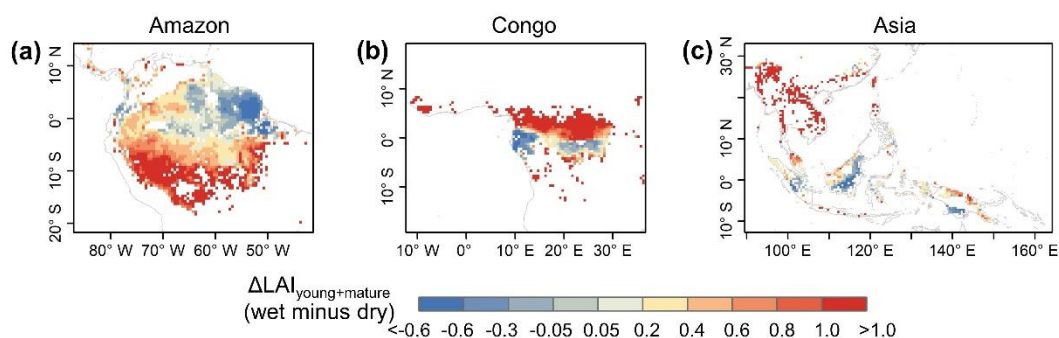 Amazon
Congo
Asia
(a)
(b)
(c)
10° N
0°
10° S
20° S
80° W
70° W
60° W
50° W
10° N
0°
10° S
10° W
0° E
10°E
20° E
30° E
30° N
20° N
10° N
0°
10° S
100° E
120° E
140° E
160° E
ΔLAIyoung+mature
(wet minus dry)
<-0.6 -0.6 -0.3 -0.05 0.05 0.2 0.4 0.6 0.8 1.0 >1.0